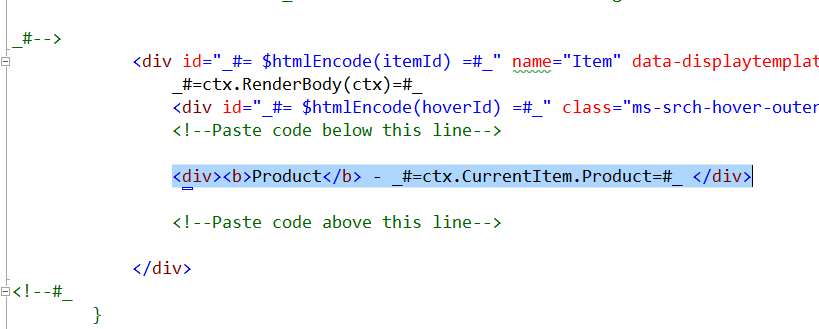 _#-->
<div id="_#= $htmlEncode(itemId) =#_" name="Item" data-displaytemplat
_#=ctx.RenderBody(ctx)=#_
<div id="_#= $htmlEncode(hoverId) =#_" class="ms-srch-hover-outer
<!--Paste code below this line-->
<div><b>Product</b> - _#=ctx.CurrentItem.Product=#_ </div>
<!--Paste code above this line-->
</div>
<!--#_
}